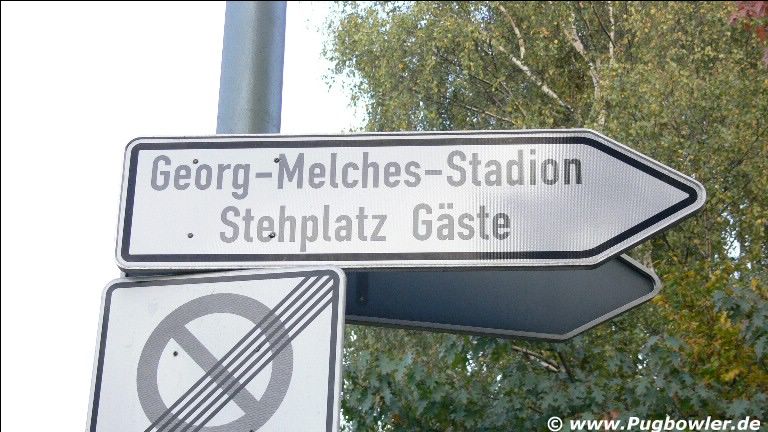 Georg-Melches-Stadion
Stehplatz Gäste
© www.Pugbowler.de